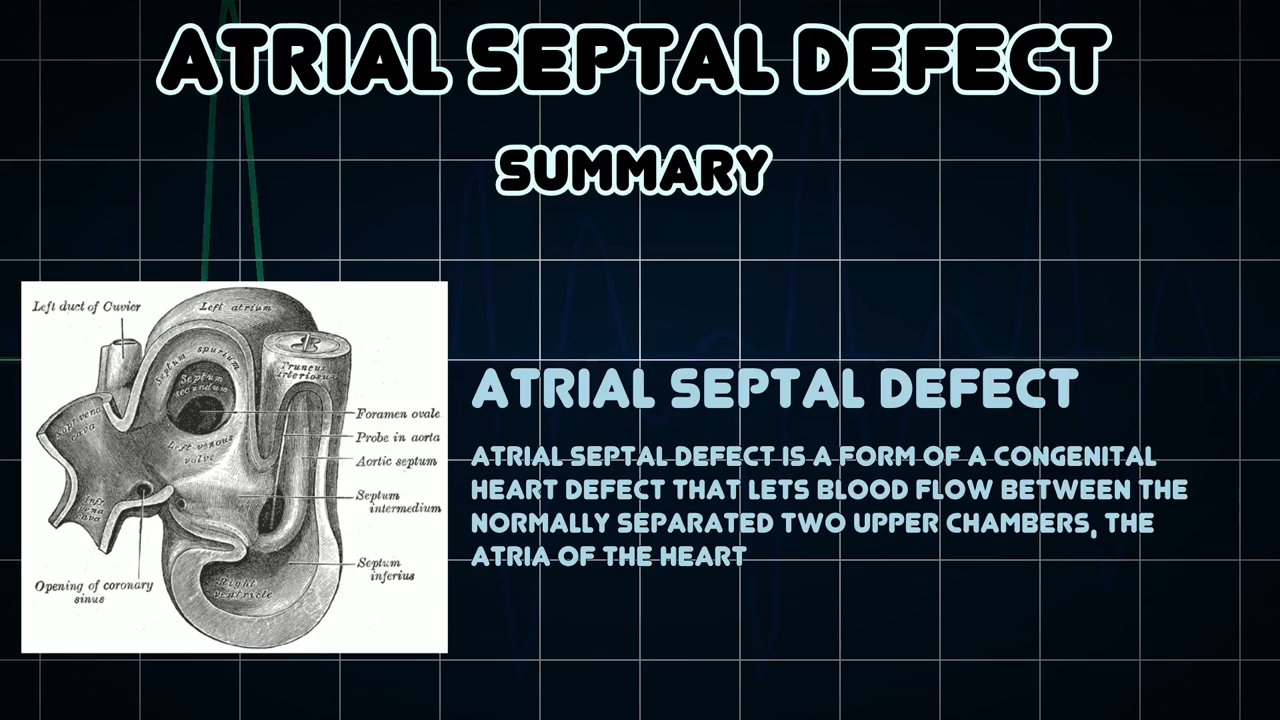 ATRIAL SEPTAL DEFECT
SUMMARY
Left duct of Cuvier
Left atrium
Septum spurium
Truncus
Arteriosus
Septum
secundum
Foramen ovale
Probe in aorta
Left venous
valve
Aortic septum
Septum
intermedium
Septum
inferius
Right
ventricle
Opening of coronary
sinus
ATRIAL SEPTAL DEFECT
ATRIAL SEPTAL DEFECT IS A FORM OF A CONGENITAL
HEART DEFECT THAT LETS BLOOD FLOW BETWEEN THE
NORMALLY SEPARATED TWO UPPER CHAMBERS, THE
ATRIA OF THE HEART